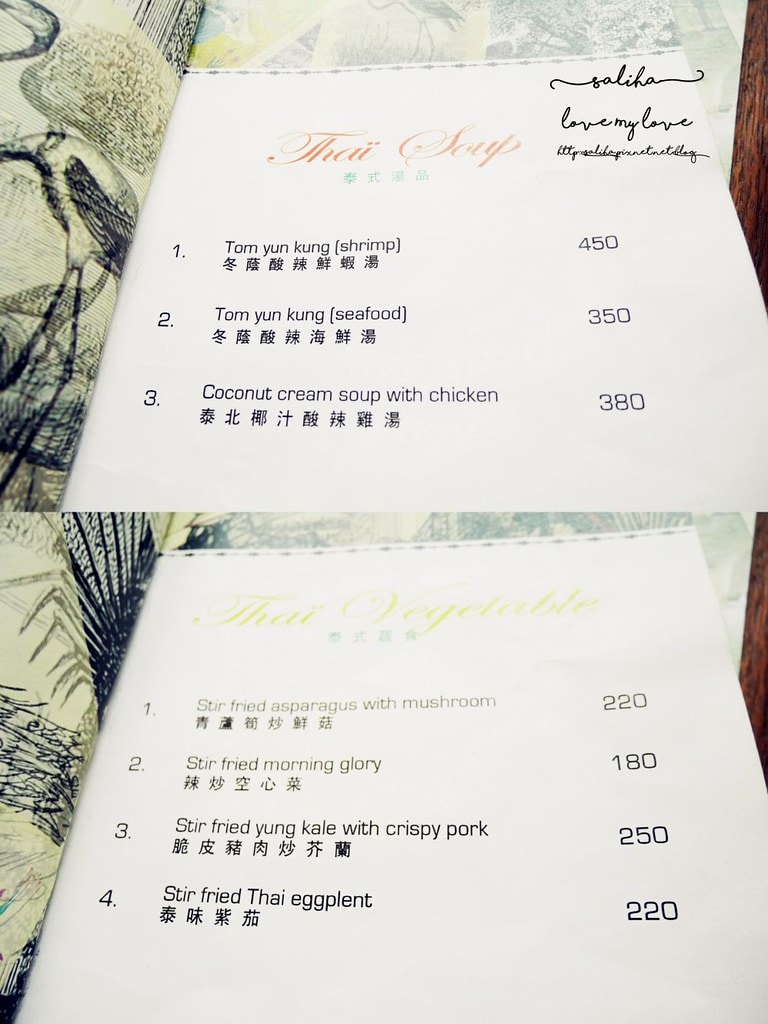 saliha
love my love
http:saliha.pixnet.net/blog
Thaï Soup
泰式湯品
1. Tom yun kung (shrimp) 450
冬蔭酸辣鮮蝦湯
2. Tom yun kung (seafood) 350
冬蔭酸辣海鮮湯
3. Coconut cream soup with chicken 380
泰北椰汁酸辣雞湯
Thaï Vegetable
泰式蔬食
1. Stir fried asparagus with mushroom 220
青蘆筍炒鮮菇
2. Stir fried morning glory 180
辣炒空心菜
3. Stir fried yung kale with crispy pork 250
脆皮豬肉炒芥蘭
4. Stir fried Thai eggplent 220
泰味紫茄